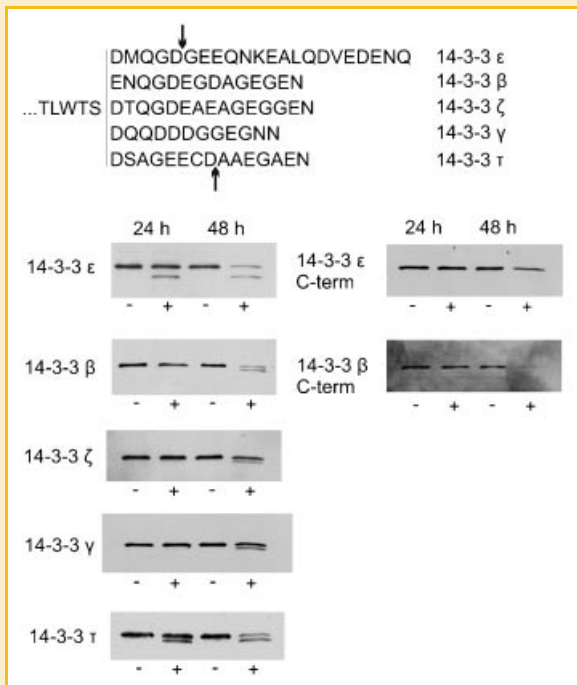 DMQGDGEEQNKEALQDVEDENQ 14-3-3 ε
ENQGDEGDAGEGEN 14-3-3 β
...TLWTS DTQGDEAEAGEGGEN 14-3-3 ζ
DQQDDDGGEGNN 14-3-3 γ
DSAGEECDAAEGAEN 14-3-3 τ
24 h 48 h
14-3-3 ε
- + - +
14-3-3 β
- + - +
14-3-3 ζ
- + - +
14-3-3 γ
- + - +
14-3-3 τ
- + - +
24 h 48 h
14-3-3 ε
C-term
- + - +
14-3-3 β
C-term
- + - +